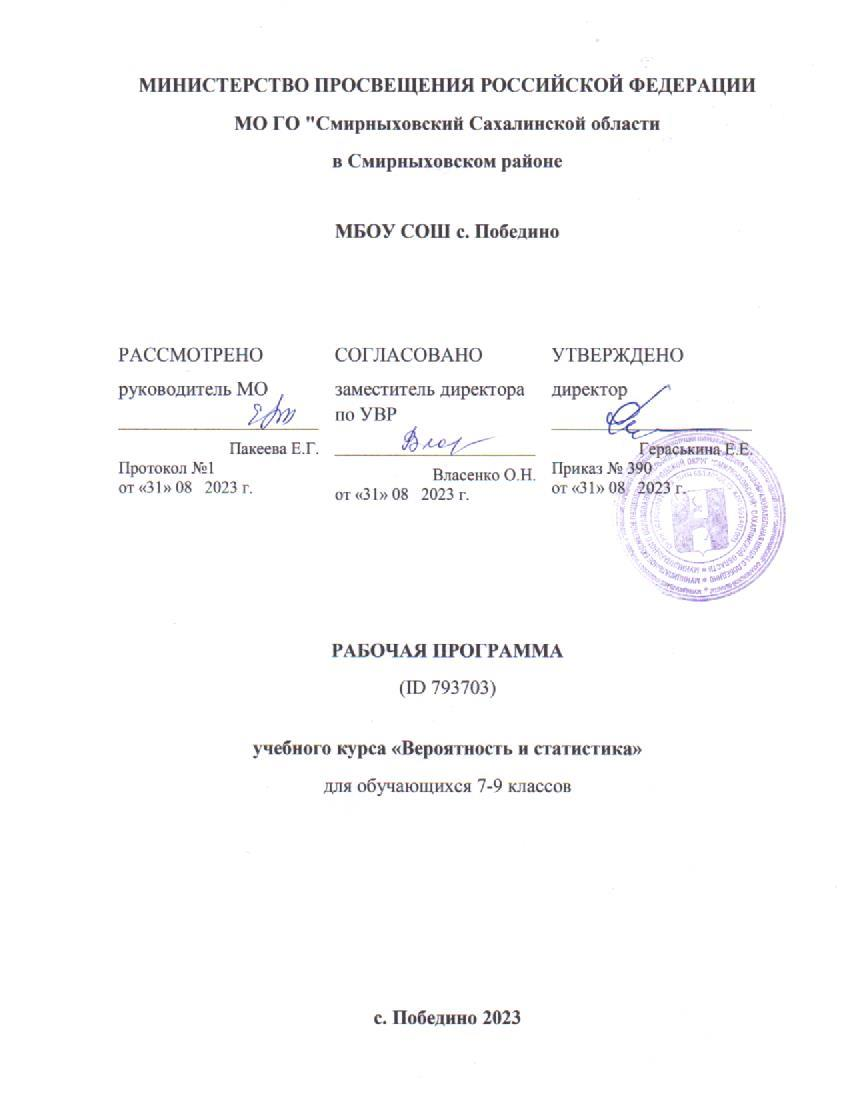 МИНИСТЕРСТВО ПРОСВЕЩЕНИЯ РОССИЙСКОЙ ФЕДЕРАЦИИ
МО ГО "Смирныховский Сахалинской области
в Смирныховском районе
МБОУ СОШ с. Победино
РАССМОТРЕНО
руководитель МО
Пакеева Е.Г.
Протокол №1
от «31» 08 2023 г.
СОГЛАСОВАНО
заместитель директора
по УВР
Власенко О.Н.
от «31» 08 2023 г.
УТВЕРЖДЕНО
директор
Гераськина Е.Е.
Приказ № 390
от «31» 08 2023 г.
РАБОЧАЯ ПРОГРАММА
(ID 793703)
учебного курса «Вероятность и статистика»
для обучающихся 7-9 классов
с. Победино 2023